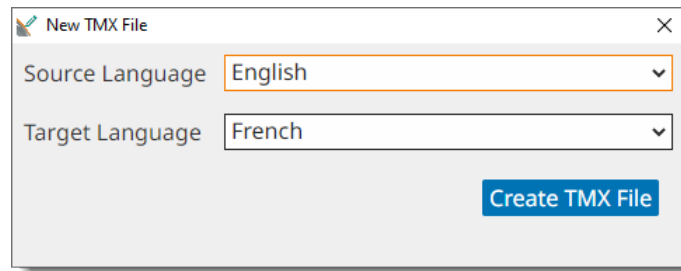 New TMX File
Source Language English
Target Language French
Create TMX File